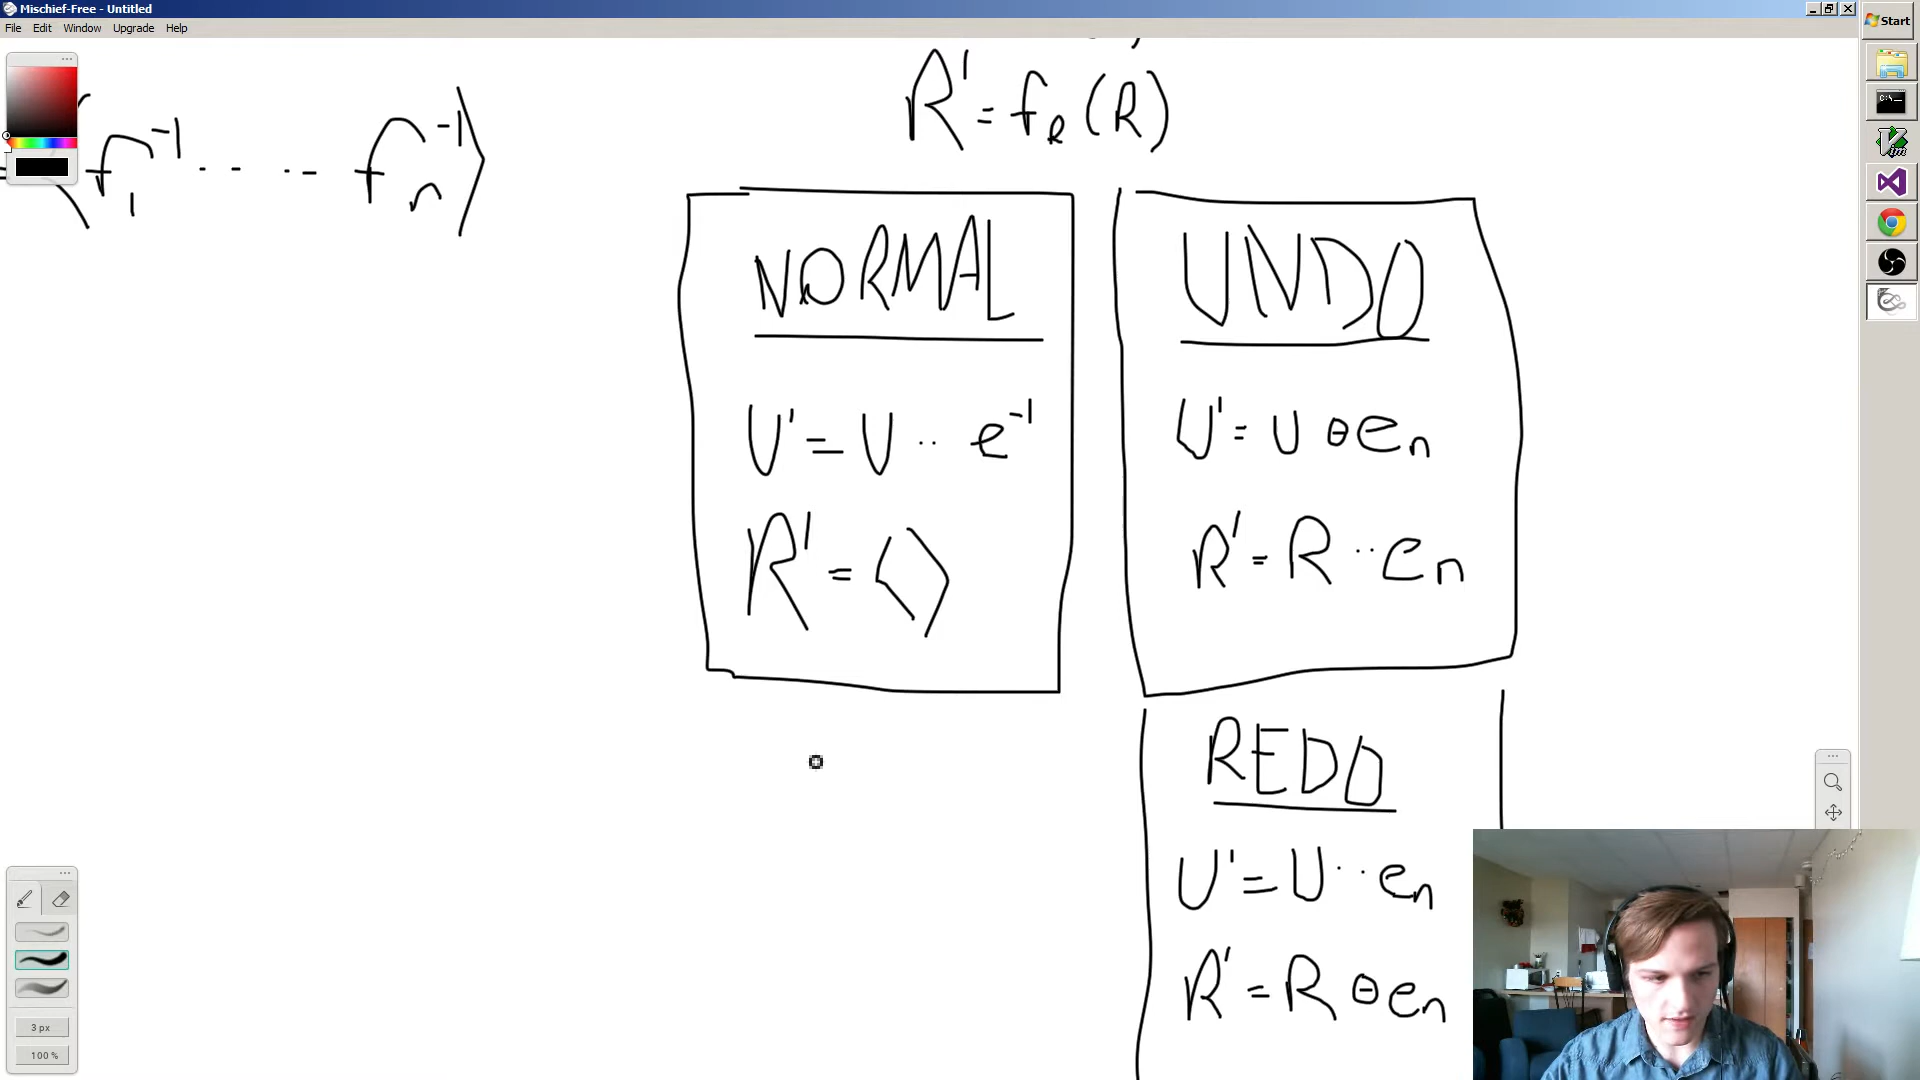 Mischief-Free - Untitled
File Edit Window Upgrade Help
Start
R' = f_R (R)
f₁⁻¹ .. .. fₙ⁻¹⟩
NORMAL
U' = U ·· e⁻¹
R' = ⟨⟩
UNDO
U' = U ⊖ eₙ
R' = R ·· eₙ
REDO
U' = U ·· eₙ
R' = R ⊖ eₙ
3 px
100 %